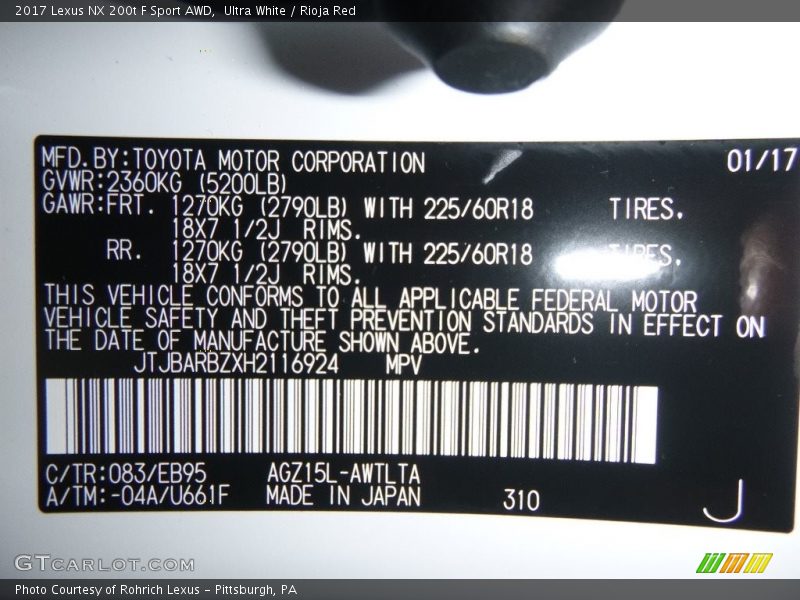 2017 Lexus NX 200t F Sport AWD, Ultra White / Rioja Red
MFD.BY:TOYOTA MOTOR CORPORATION 01/17
GVWR:2360KG (5200LB)
GAWR:FRT. 1270KG (2790LB) WITH 225/60R18 TIRES.
18X7 1/2J RIMS.
RR. 1270KG (2790LB) WITH 225/60R18 TIRES.
18X7 1/2J RIMS.
THIS VEHICLE CONFORMS TO ALL APPLICABLE FEDERAL MOTOR
VEHICLE SAFETY AND THEFT PREVENTION STANDARDS IN EFFECT ON
THE DATE OF MANUFACTURE SHOWN ABOVE.
JTJBARBZXH2116924 MPV
C/TR:083/EB95 AGZ15L-AWTLTA
A/TM:-04A/U661F MADE IN JAPAN 310 J
GTCARLOT.COM
Photo Courtesy of Rohrich Lexus - Pittsburgh, PA